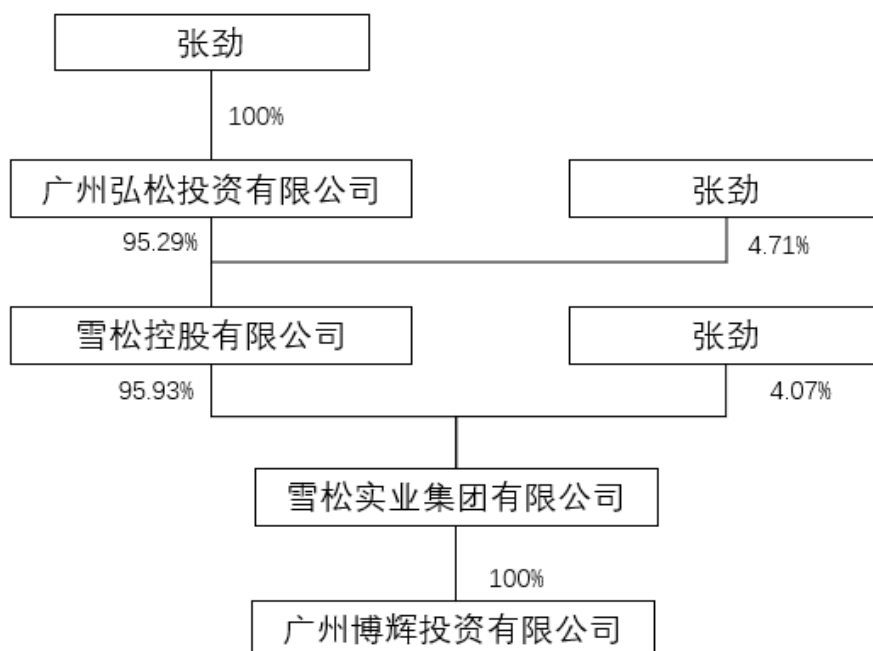 张劲
100%
广州弘松投资有限公司
张劲
95.29%
4.71%
雪松控股有限公司
张劲
95.93%
4.07%
雪松实业集团有限公司
100%
广州博辉投资有限公司